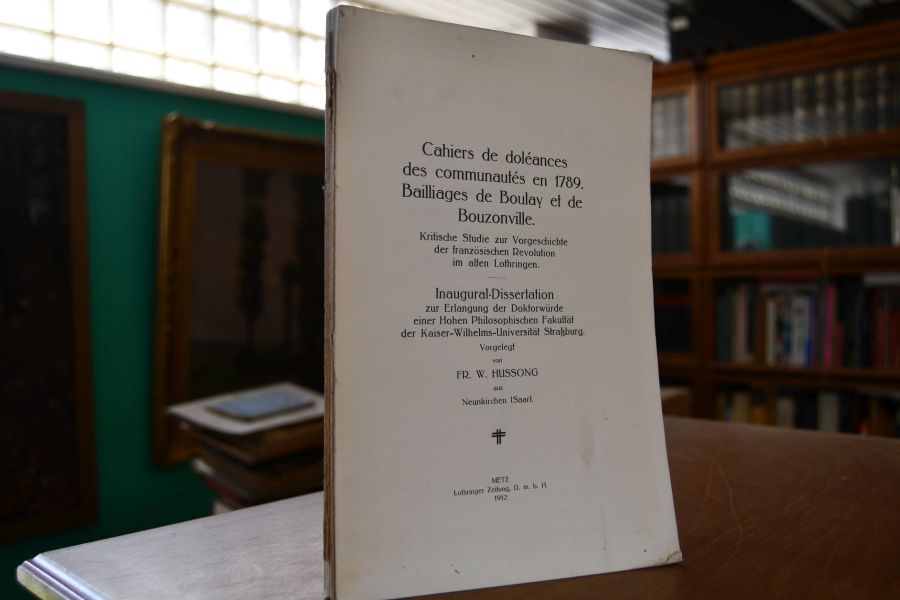 Cahiers de doléances
des communautés en 1789.
Bailliages de Boulay et de
Bouzonville.
Kritische Studie zur Vorgeschichte
der französischen Revolution
im alten Lothringen.
Inaugural-Dissertation
zur Erlangung der Doktorwürde
einer Hohen Philosophischen Fakultät
der Kaiser-Wilhelms-Universität Straßburg.
Vorgelegt
von
FR. W. HUSSONG
aus
Neunkirchen (Saar).
METZ
Lothringer Zeitung, G. m. b. H.
1912.